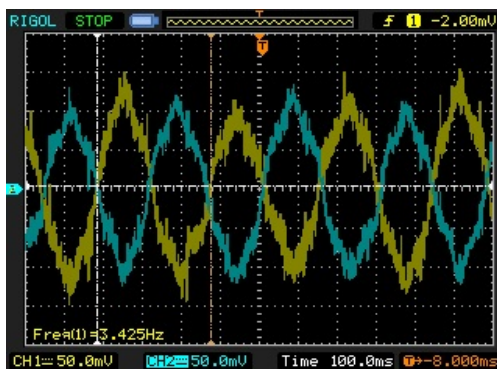 RIGOL STOP T 1 -2.00mV
T
1
Freq(1)=3.425Hz
CH1 50.0mV CH2 50.0mV Time 100.0ms T→-8.000ms